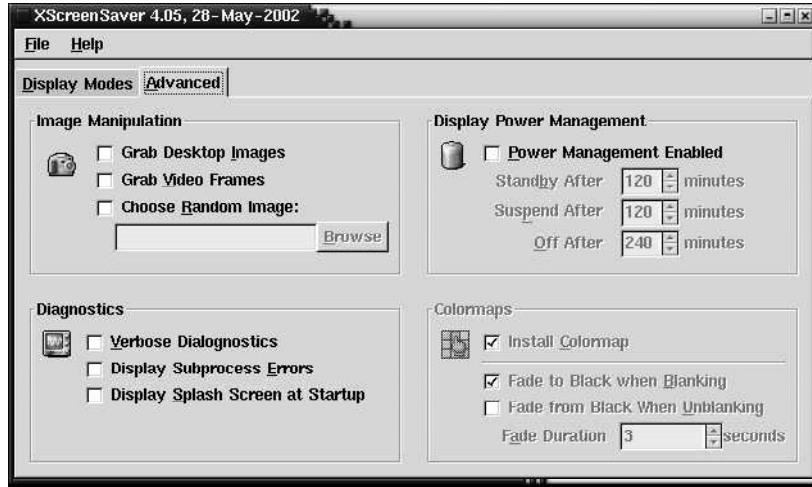 XScreenSaver 4.05, 28-May-2002
File Help
Display Modes Advanced
Image Manipulation
Grab Desktop Images
Grab Video Frames
Choose Random Image:
Browse
Display Power Management
Power Management Enabled
Standby After 120 minutes
Suspend After 120 minutes
Off After 240 minutes
Diagnostics
Verbose Dialognostics
Display Subprocess Errors
Display Splash Screen at Startup
Colormaps
Install Colormap
Fade to Black when Blanking
Fade from Black When Unblanking
Fade Duration 3 seconds